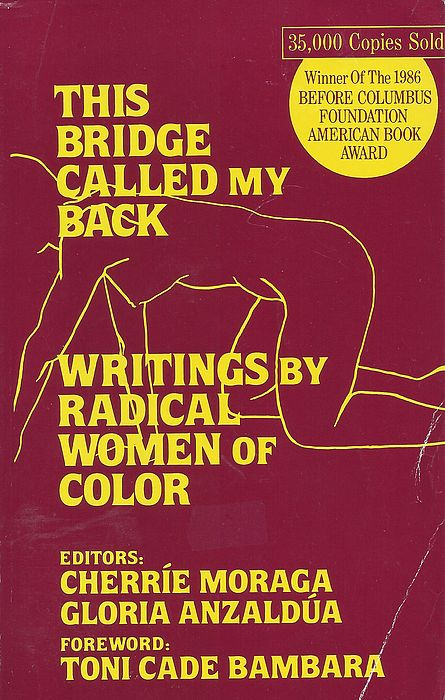 35,000 Copies Sold
Winner Of The 1986
BEFORE COLUMBUS
FOUNDATION
AMERICAN BOOK
AWARD
THIS
BRIDGE
CALLED MY
BACK
WRITINGS BY
RADICAL
WOMEN OF
COLOR
EDITORS:
CHERRÍE MORAGA
GLORIA ANZALDÚA
FOREWORD:
TONI CADE BAMBARA